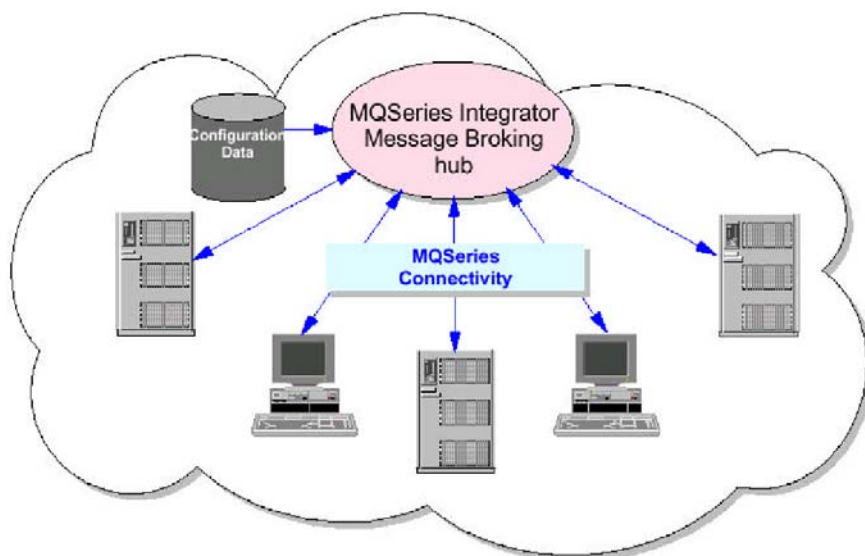 MQSeries Integrator
Message Broking
hub
Configuration
Data
MQSeries
Connectivity